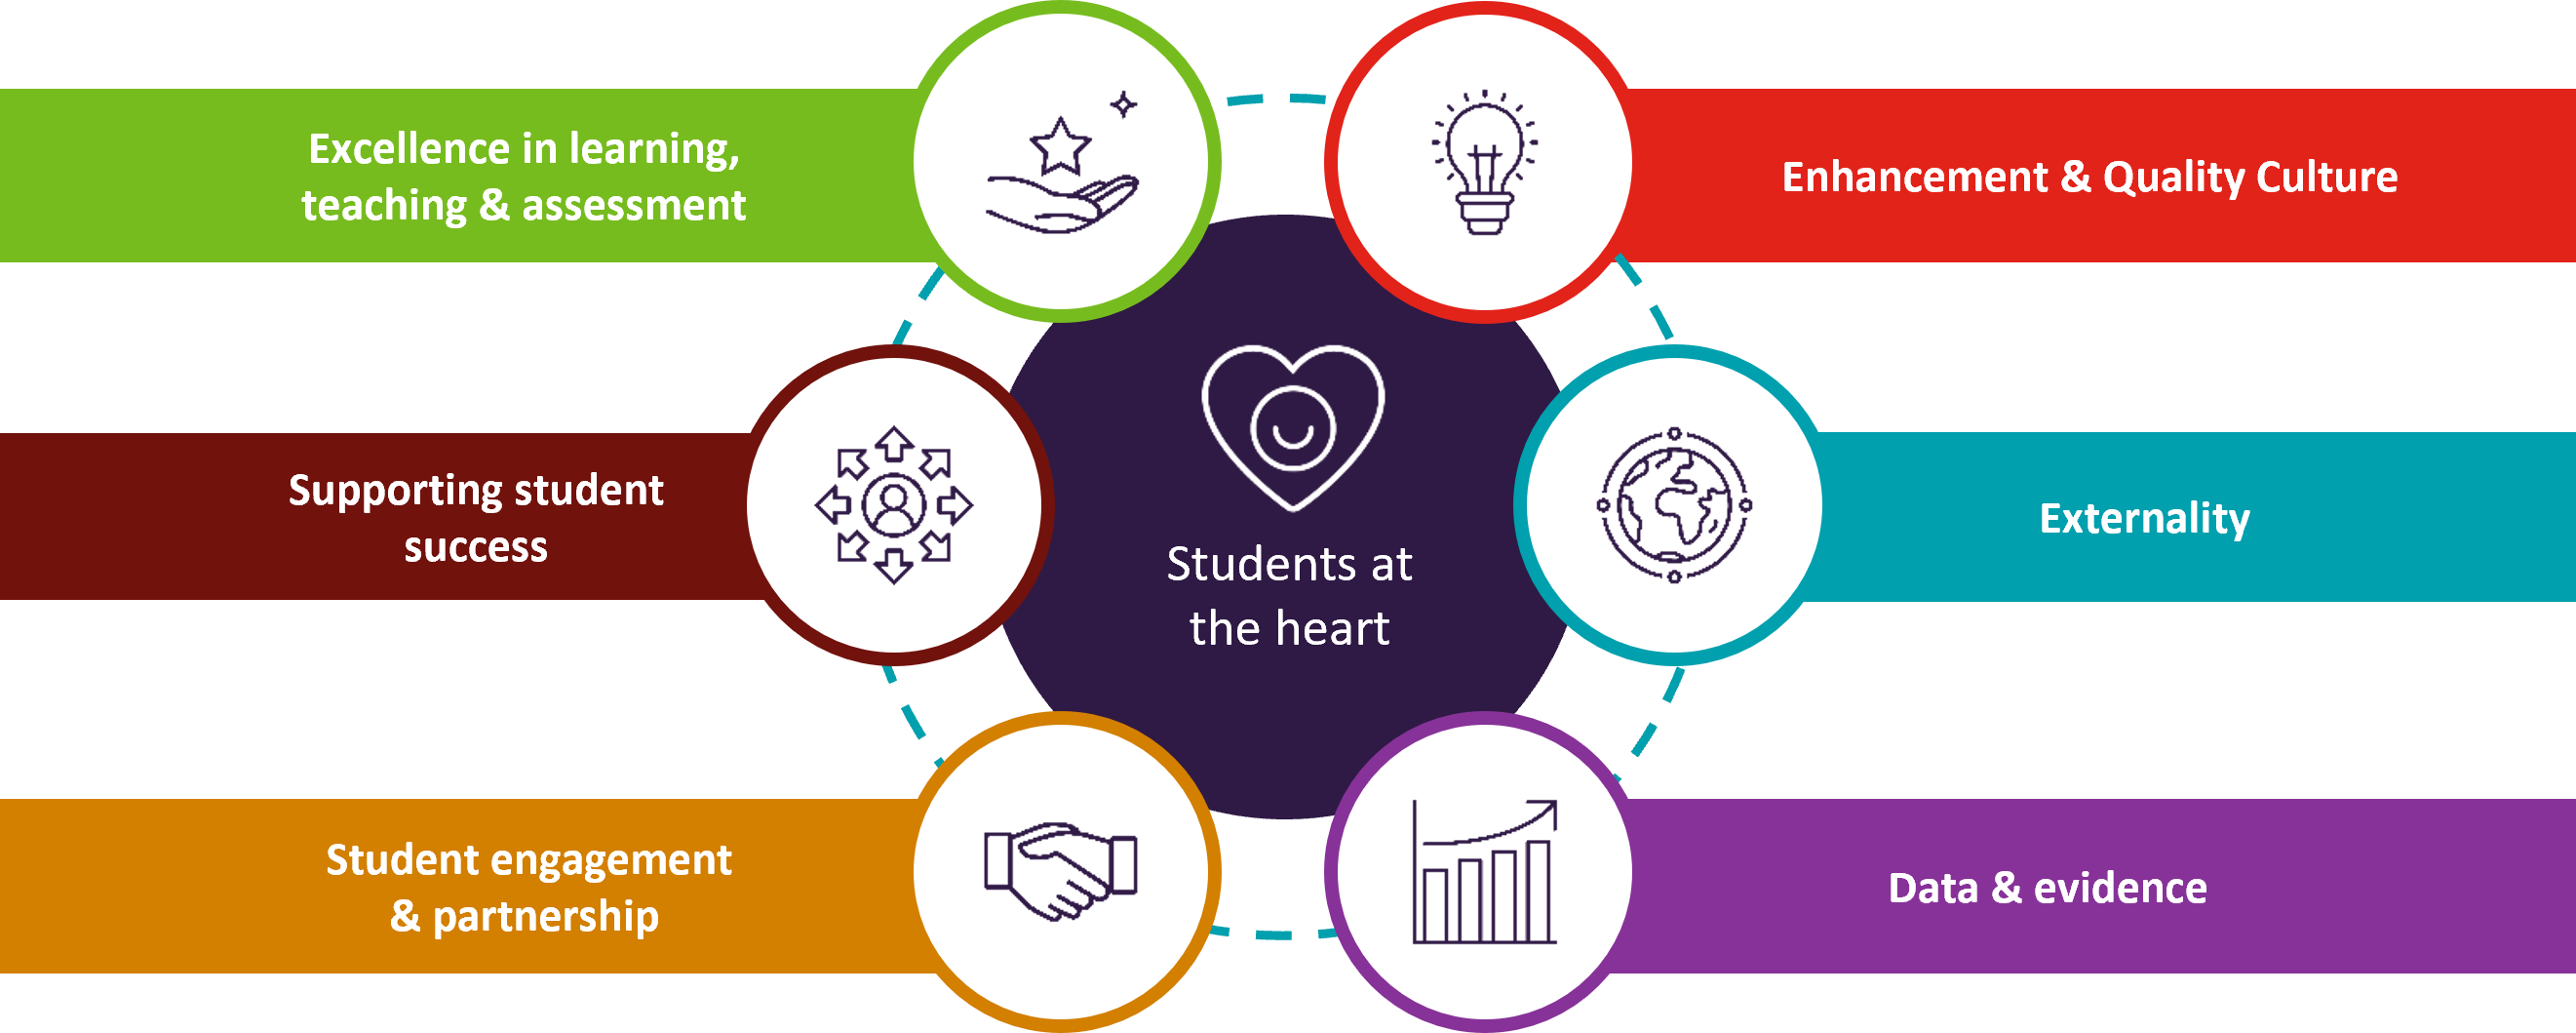 Excellence in learning,
teaching & assessment
Enhancement & Quality Culture
Supporting student
success
Students at
the heart
Externality
Student engagement
& partnership
Data & evidence